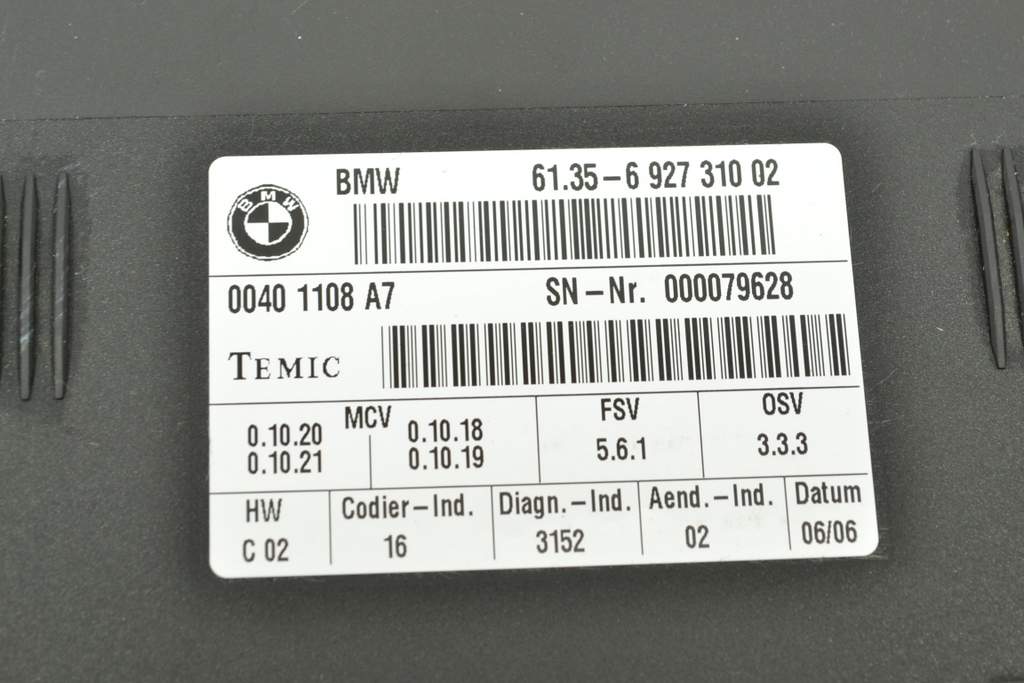 BMW
BMW 61.35-6 927 310 02
0040 1108 A7 SN-Nr. 000079628
TEMIC
MCV FSV OSV
0.10.20 0.10.18 5.6.1 3.3.3
0.10.21 0.10.19
HW Codier-Ind. Diagn.-Ind. Aend.-Ind. Datum
C 02 16 3152 02 06/06